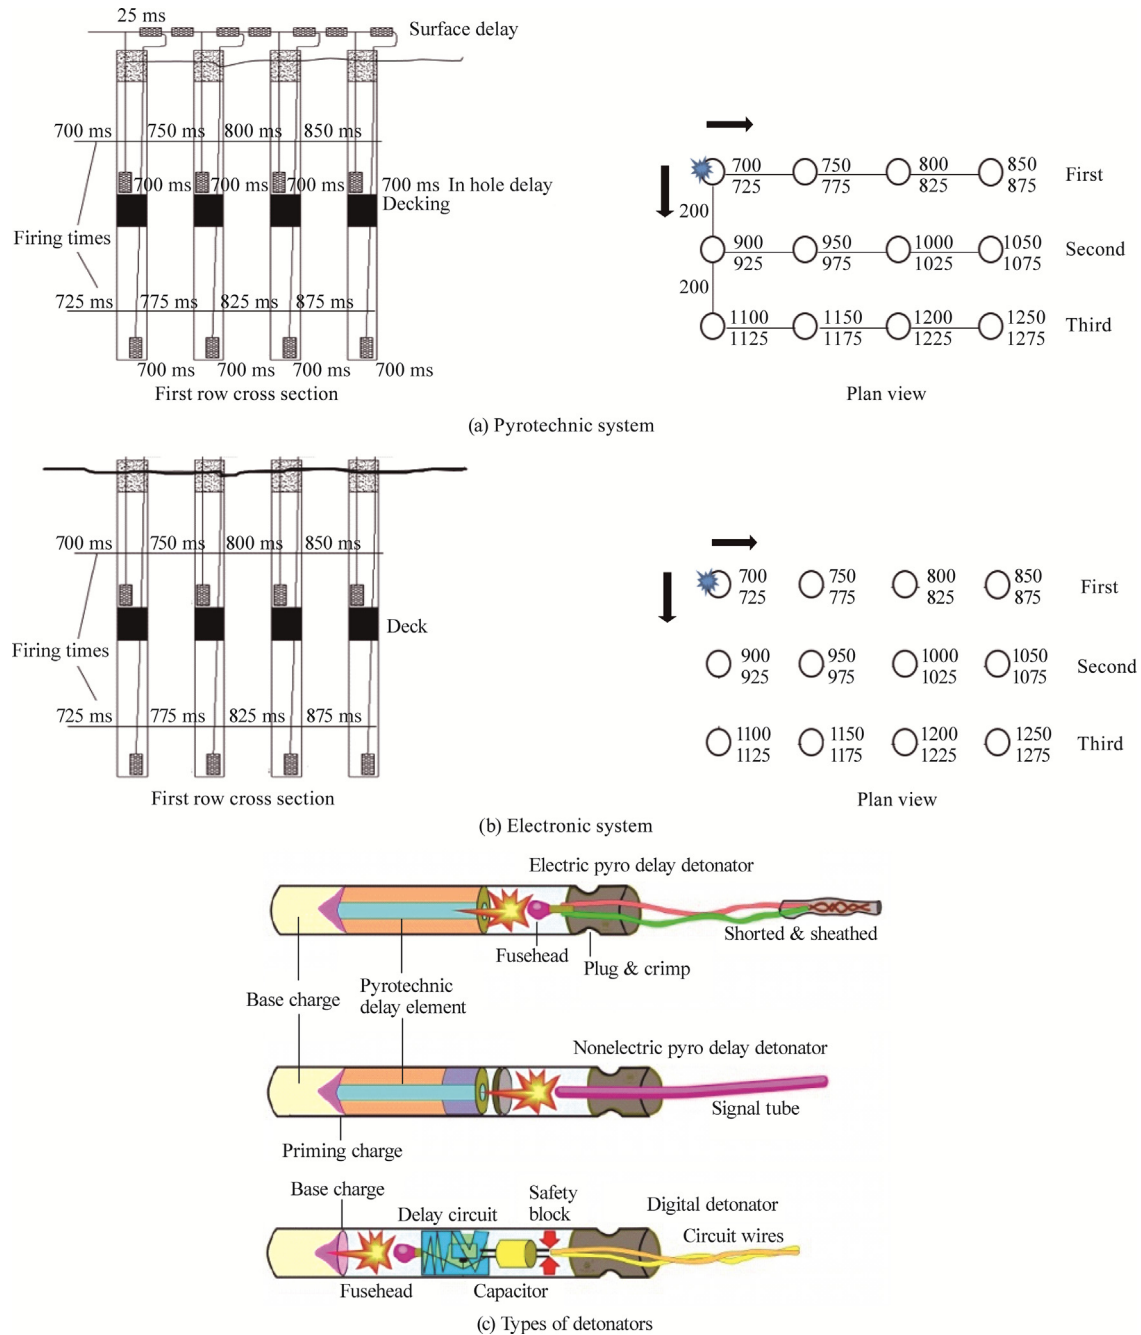 25 ms
Surface delay
700 ms 750 ms 800 ms 850 ms
700 ms 700 ms 700 ms 700 ms In hole delay
Decking
Firing times
725 ms 775 ms 825 ms 875 ms
700 ms 700 ms 700 ms 700 ms
First row cross section
700 750 800 850 First
725 775 825 875
200
900 950 1000 1050 Second
925 975 1025 1075
200
1100 1150 1200 1250 Third
1125 1175 1225 1275
Plan view
(a) Pyrotechnic system
700 ms 750 ms 800 ms 850 ms
Deck
Firing times
725 ms 775 ms 825 ms 875 ms
First row cross section
700 750 800 850 First
725 775 825 875
900 950 1000 1050 Second
925 975 1025 1075
1100 1150 1200 1250 Third
1125 1175 1225 1275
Plan view
(b) Electronic system
Electric pyro delay detonator
Shorted & sheathed
Fusehead
Plug & crimp
Base charge
Pyrotechnic
delay element
Nonelectric pyro delay detonator
Signal tube
Priming charge
Base charge
Delay circuit
Safety
block
Digital detonator
Circuit wires
Fusehead
Capacitor
(c) Types of detonators